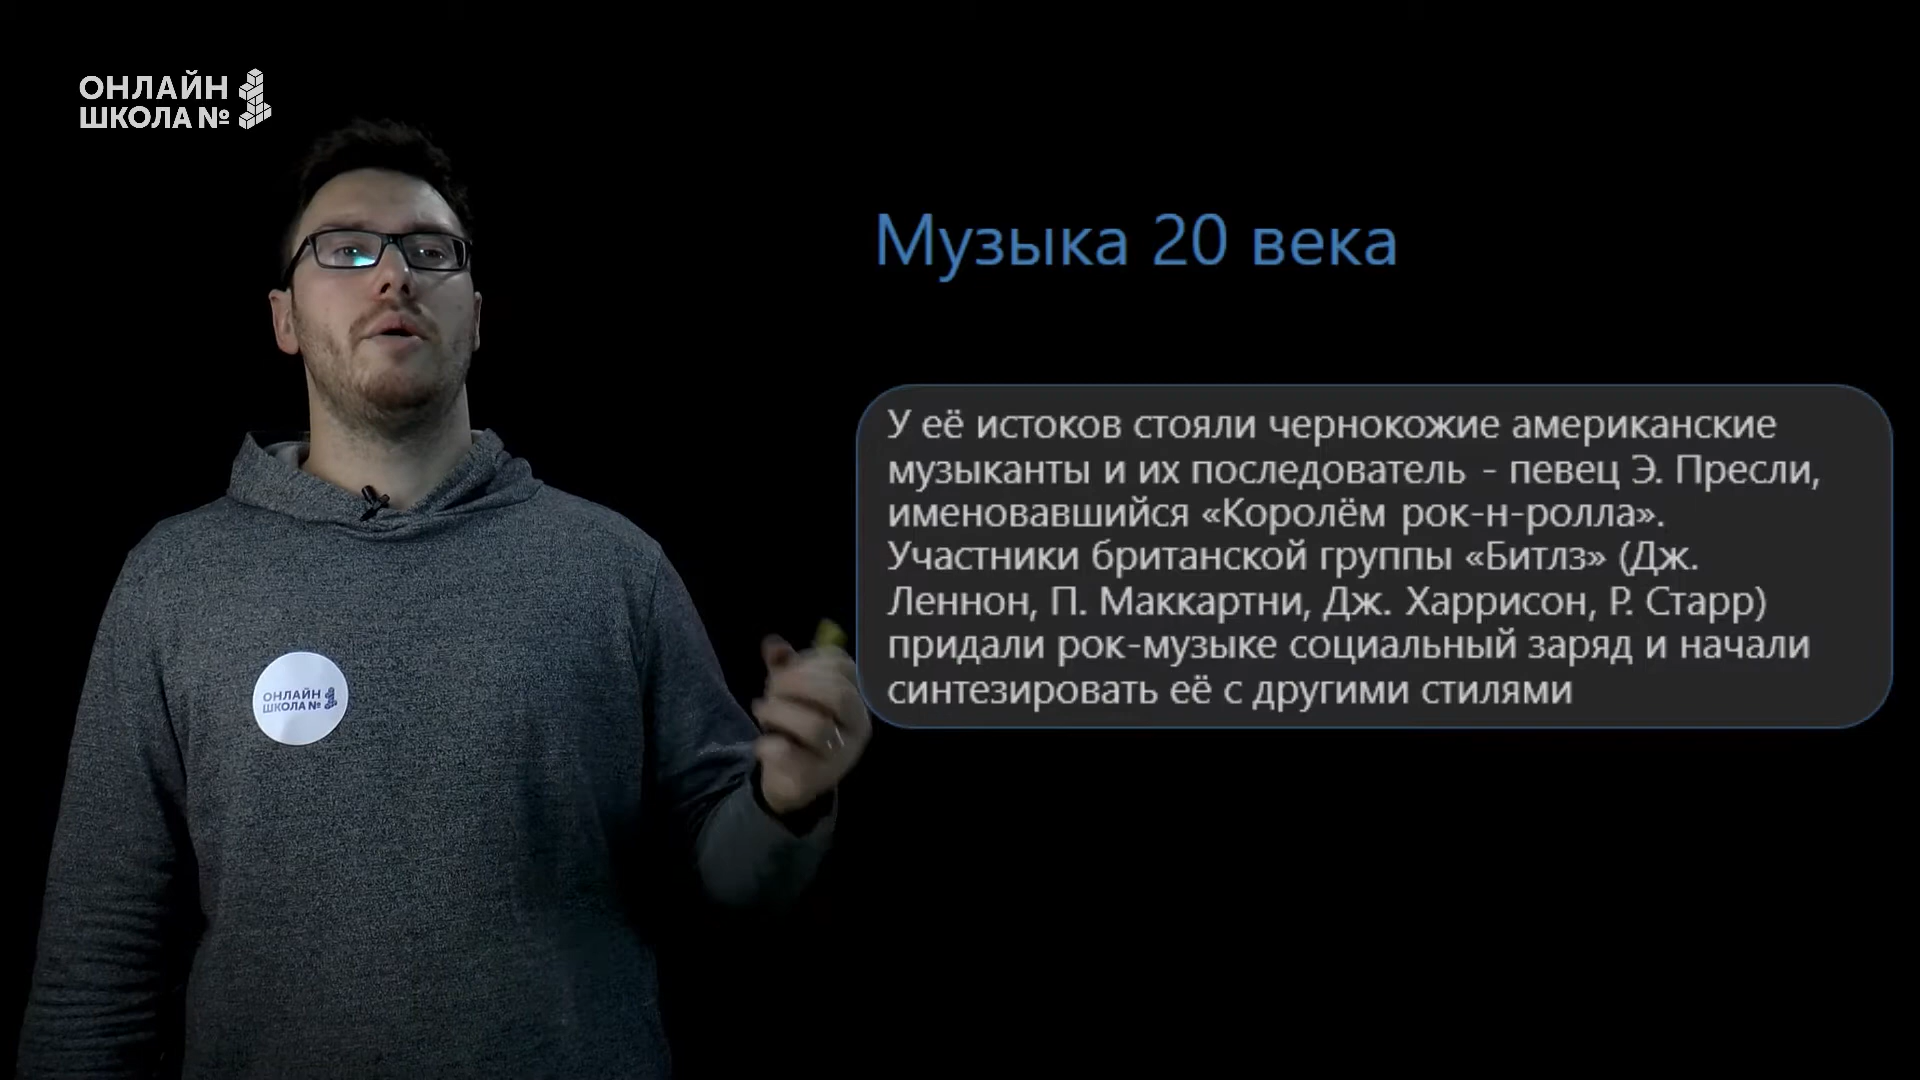 ОНЛАЙН
ШКОЛА №
Музыка 20 века
У её истоков стояли чернокожие американские
музыканты и их последователь - певец Э. Пресли,
именовавшийся «Королём рок-н-ролла».
Участники британской группы «Битлз» (Дж.
Леннон, П. Маккартни, Дж. Харрисон, Р. Старр)
придали рок-музыке социальный заряд и начали
синтезировать её с другими стилями
ОНЛАЙН
ШКОЛА №